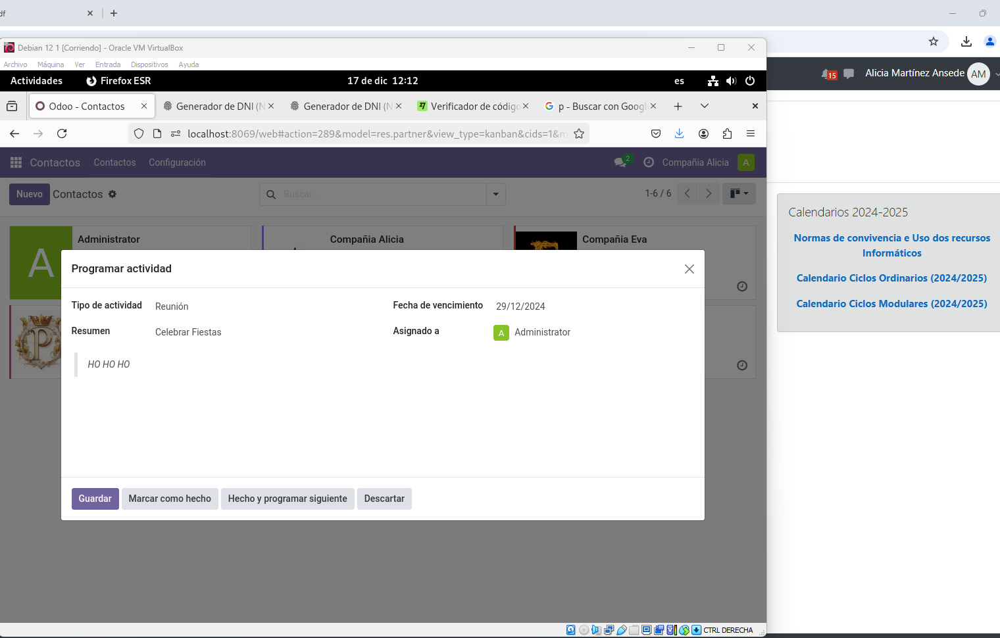 df
Debian 12 1 [Corriendo] - Oracle VM VirtualBox
Archivo Máquina Ver Entrada Dispositivos Ayuda
Actividades Firefox ESR 17 de dic 12:12 es
Odoo - Contactos Generador de DNI (N Generador de DNI (N Verificador de código p - Buscar con Googl
localhost:8069/web#action=289&model=res.partner&view_type=kanban&cids=1&m
Contactos Contactos Configuración 2 Compañia Alicia A
Nuevo Contactos Buscar... 1-6 / 6
A Administrator Compañia Alicia Compañia Eva
Programar actividad
Tipo de actividad Reunión Fecha de vencimiento 29/12/2024
Resumen Celebrar Fiestas Asignado a A Administrator
HO HO HO
Guardar Marcar como hecho Hecho y programar siguiente Descartar
CTRL DERECHA
15 Alicia Martínez Ansede AM
Calendarios 2024-2025
Normas de convivencia e Uso dos recursos
Informáticos
Calendario Ciclos Ordinarios (2024/2025)
Calendario Ciclos Modulares (2024/2025)